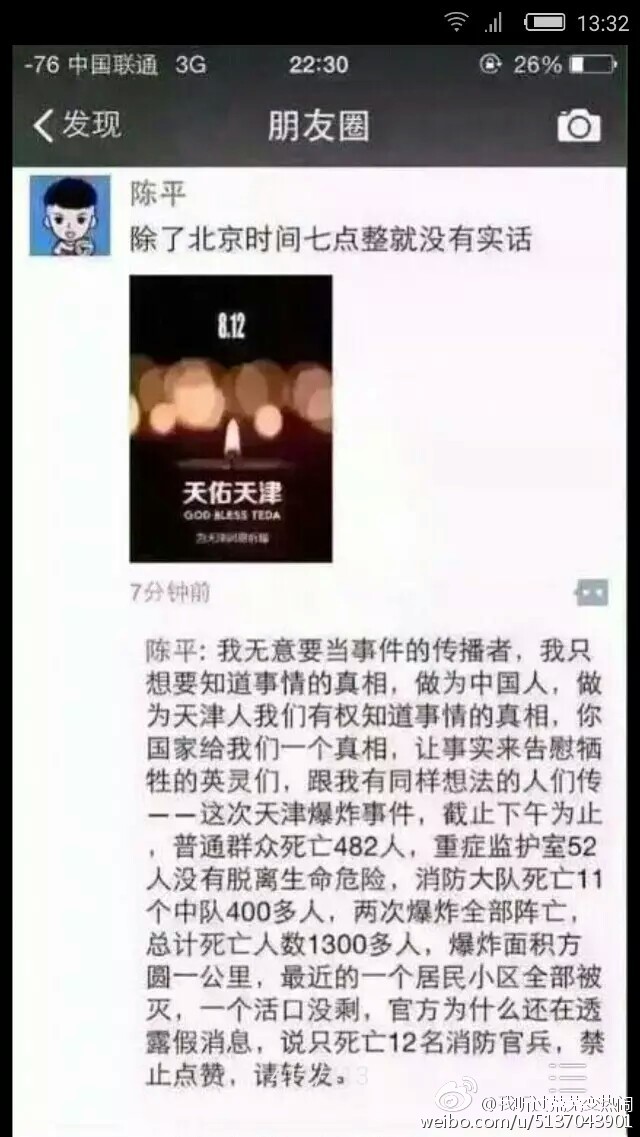 13:32
-76 中国联通 3G 22:30 26%
发现 朋友圈
陈平
除了北京时间七点整就没有实话
8.12
天佑天津
GOD BLESS TEDA
7分钟前
陈平: 我无意要当事件的传播者，我只
想要知道事情的真相，做为中国人，做
为天津人我们有权知道事情的真相，你
国家给我们一个真相，让事实来告慰牺
牲的英灵们，跟我有同样想法的人们传
——这次天津爆炸事件，截止下午为止
，普通群众死亡482人，重症监护室52
人没有脱离生命危险，消防大队死亡11
个中队400多人，两次爆炸全部阵亡，
总计死亡人数1300多人，爆炸面积方
圆一公里，最近的一个居民小区全部被
灭，一个活口没剩，官方为什么还在透
露假消息，说只死亡12名消防官兵，禁
止点赞，请转发。
weibo.com/u/5137043901